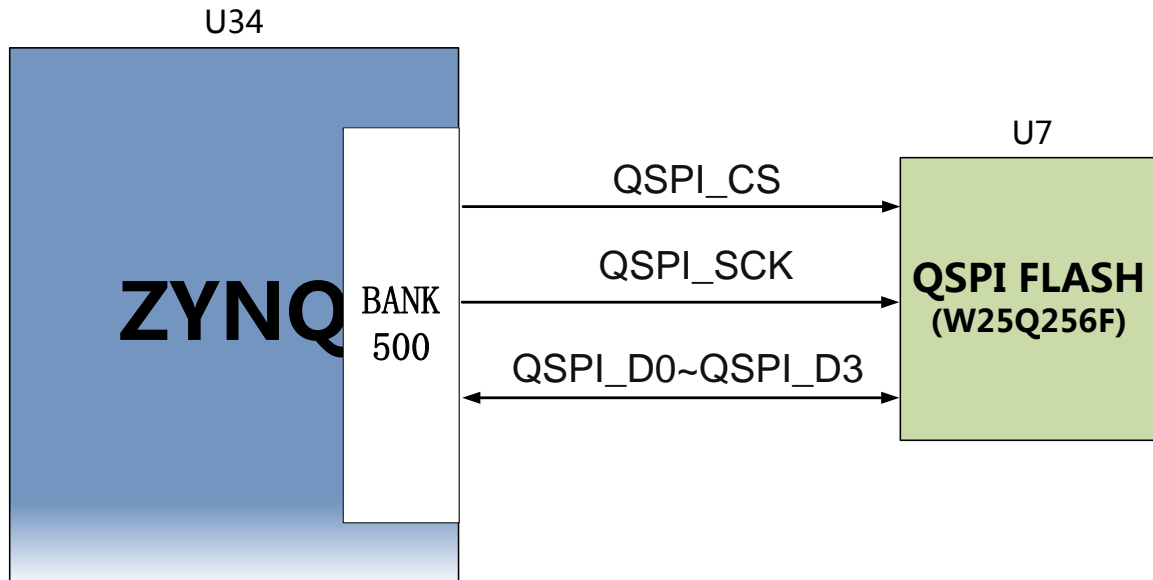 U34
U7
QSPI_CS
QSPI_SCK
ZYNQ
BANK
500
QSPI FLASH
(W25Q256F)
QSPI_D0~QSPI_D3